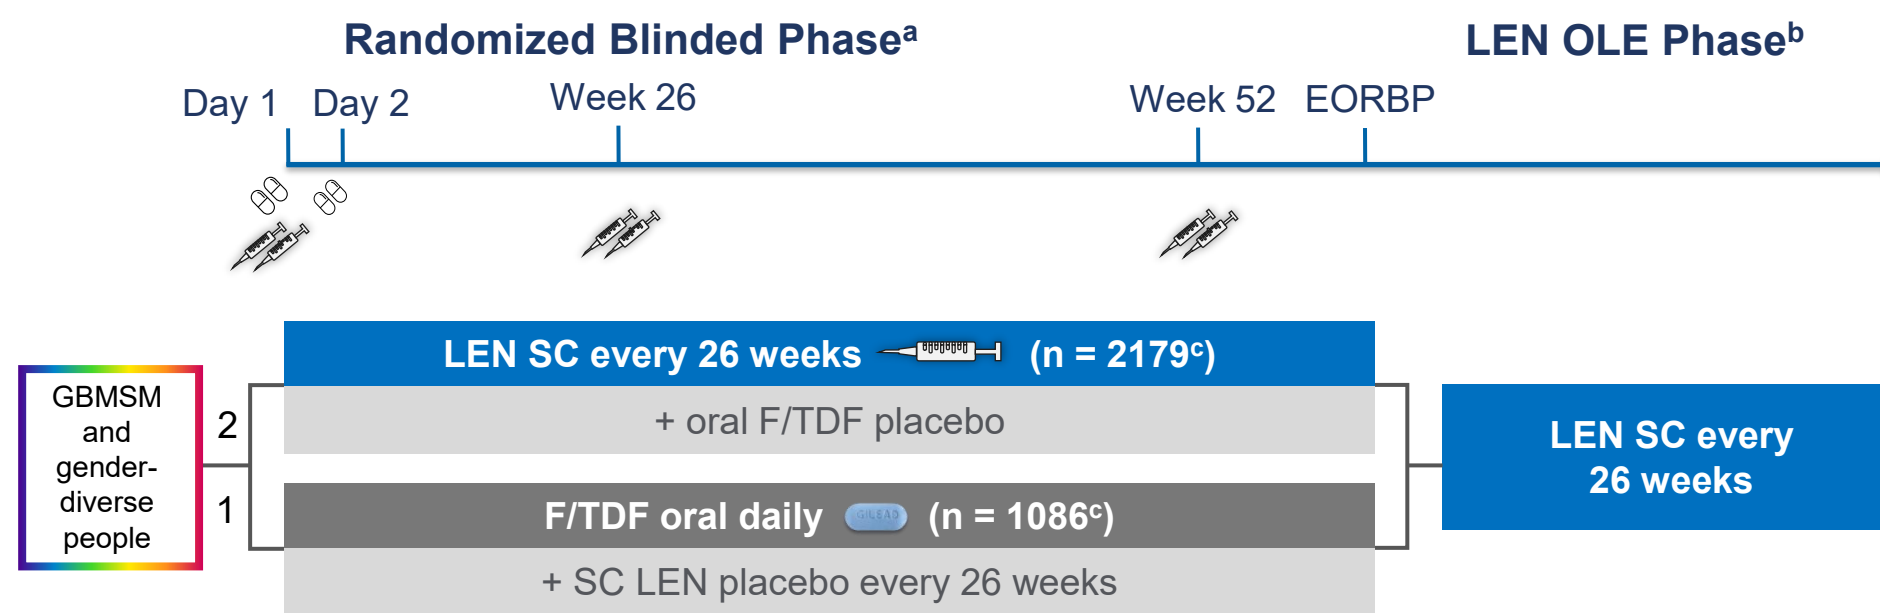 Randomized Blinded Phaseᵃ
LEN OLE Phaseᵇ
Day 1
Day 2
Week 26
Week 52
EORBP
LEN SC every 26 weeks (n = 2179ᶜ)
+ oral F/TDF placebo
GBMSM
and
gender-
diverse
people
2
1
F/TDF oral daily GILEAD (n = 1086ᶜ)
+ SC LEN placebo every 26 weeks
LEN SC every
26 weeks